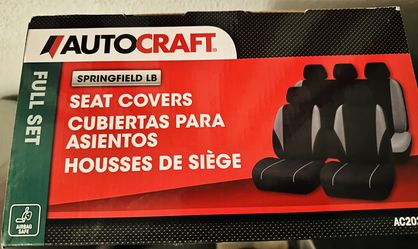 FULL SET
AUTOCRAFT®
SPRINGFIELD LB
SEAT COVERS
CUBIERTAS PARA
ASIENTOS
HOUSSES DE SIÈGE
AIRBAG
SAFE